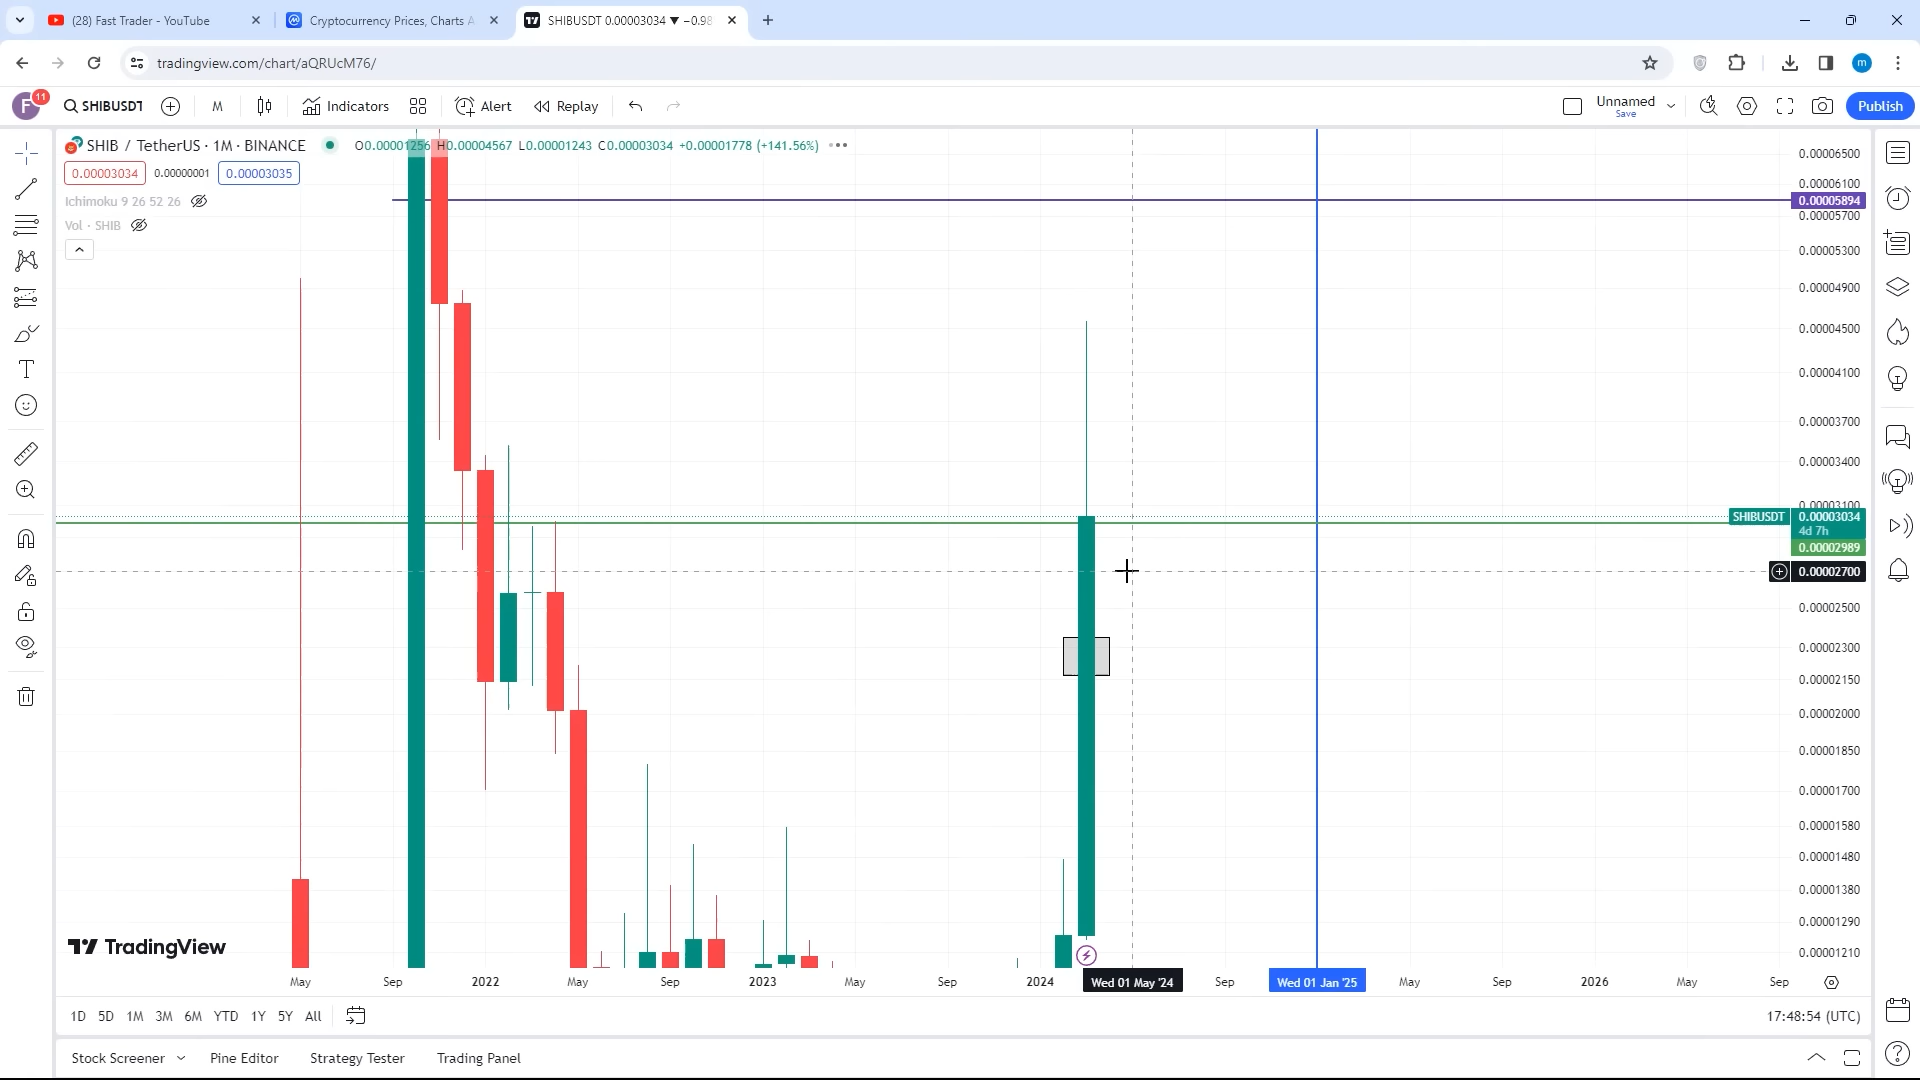 (28) Fast Trader - YouTube
Cryptocurrency Prices, Charts A
SHIBUSDT 0.00003034 ▼ −0.98
tradingview.com/chart/aQRUcM76/
F 11
SHIBUSDT
M
Indicators
Alert
Replay
Unnamed
Save
Publish
m
SHIB / TetherUS · 1M · BINANCE
O0.00001256 H0.00004567 L0.00001243 C0.00003034 +0.00001778 (+141.56%)
0.00003034 0.00000001 0.00003035
Ichimoku 9 26 52 26
Vol · SHIB
0.00006500
0.00006100
0.00005894
0.00005700
0.00005300
0.00004900
0.00004500
0.00004100
0.00003700
0.00003400
0.00003100
SHIBUSDT 0.00003034
4d 7h
0.00002989
0.00002700
0.00002500
0.00002300
0.00002150
0.00002000
0.00001850
0.00001700
0.00001580
0.00001480
0.00001380
0.00001290
0.00001210
TradingView
May Sep 2022 May Sep 2023 May Sep 2024 Wed 01 May '24 Sep Wed 01 Jan '25 May Sep 2026 May Sep
1D 5D 1M 3M 6M YTD 1Y 5Y All
17:48:54 (UTC)
Stock Screener Pine Editor Strategy Tester Trading Panel